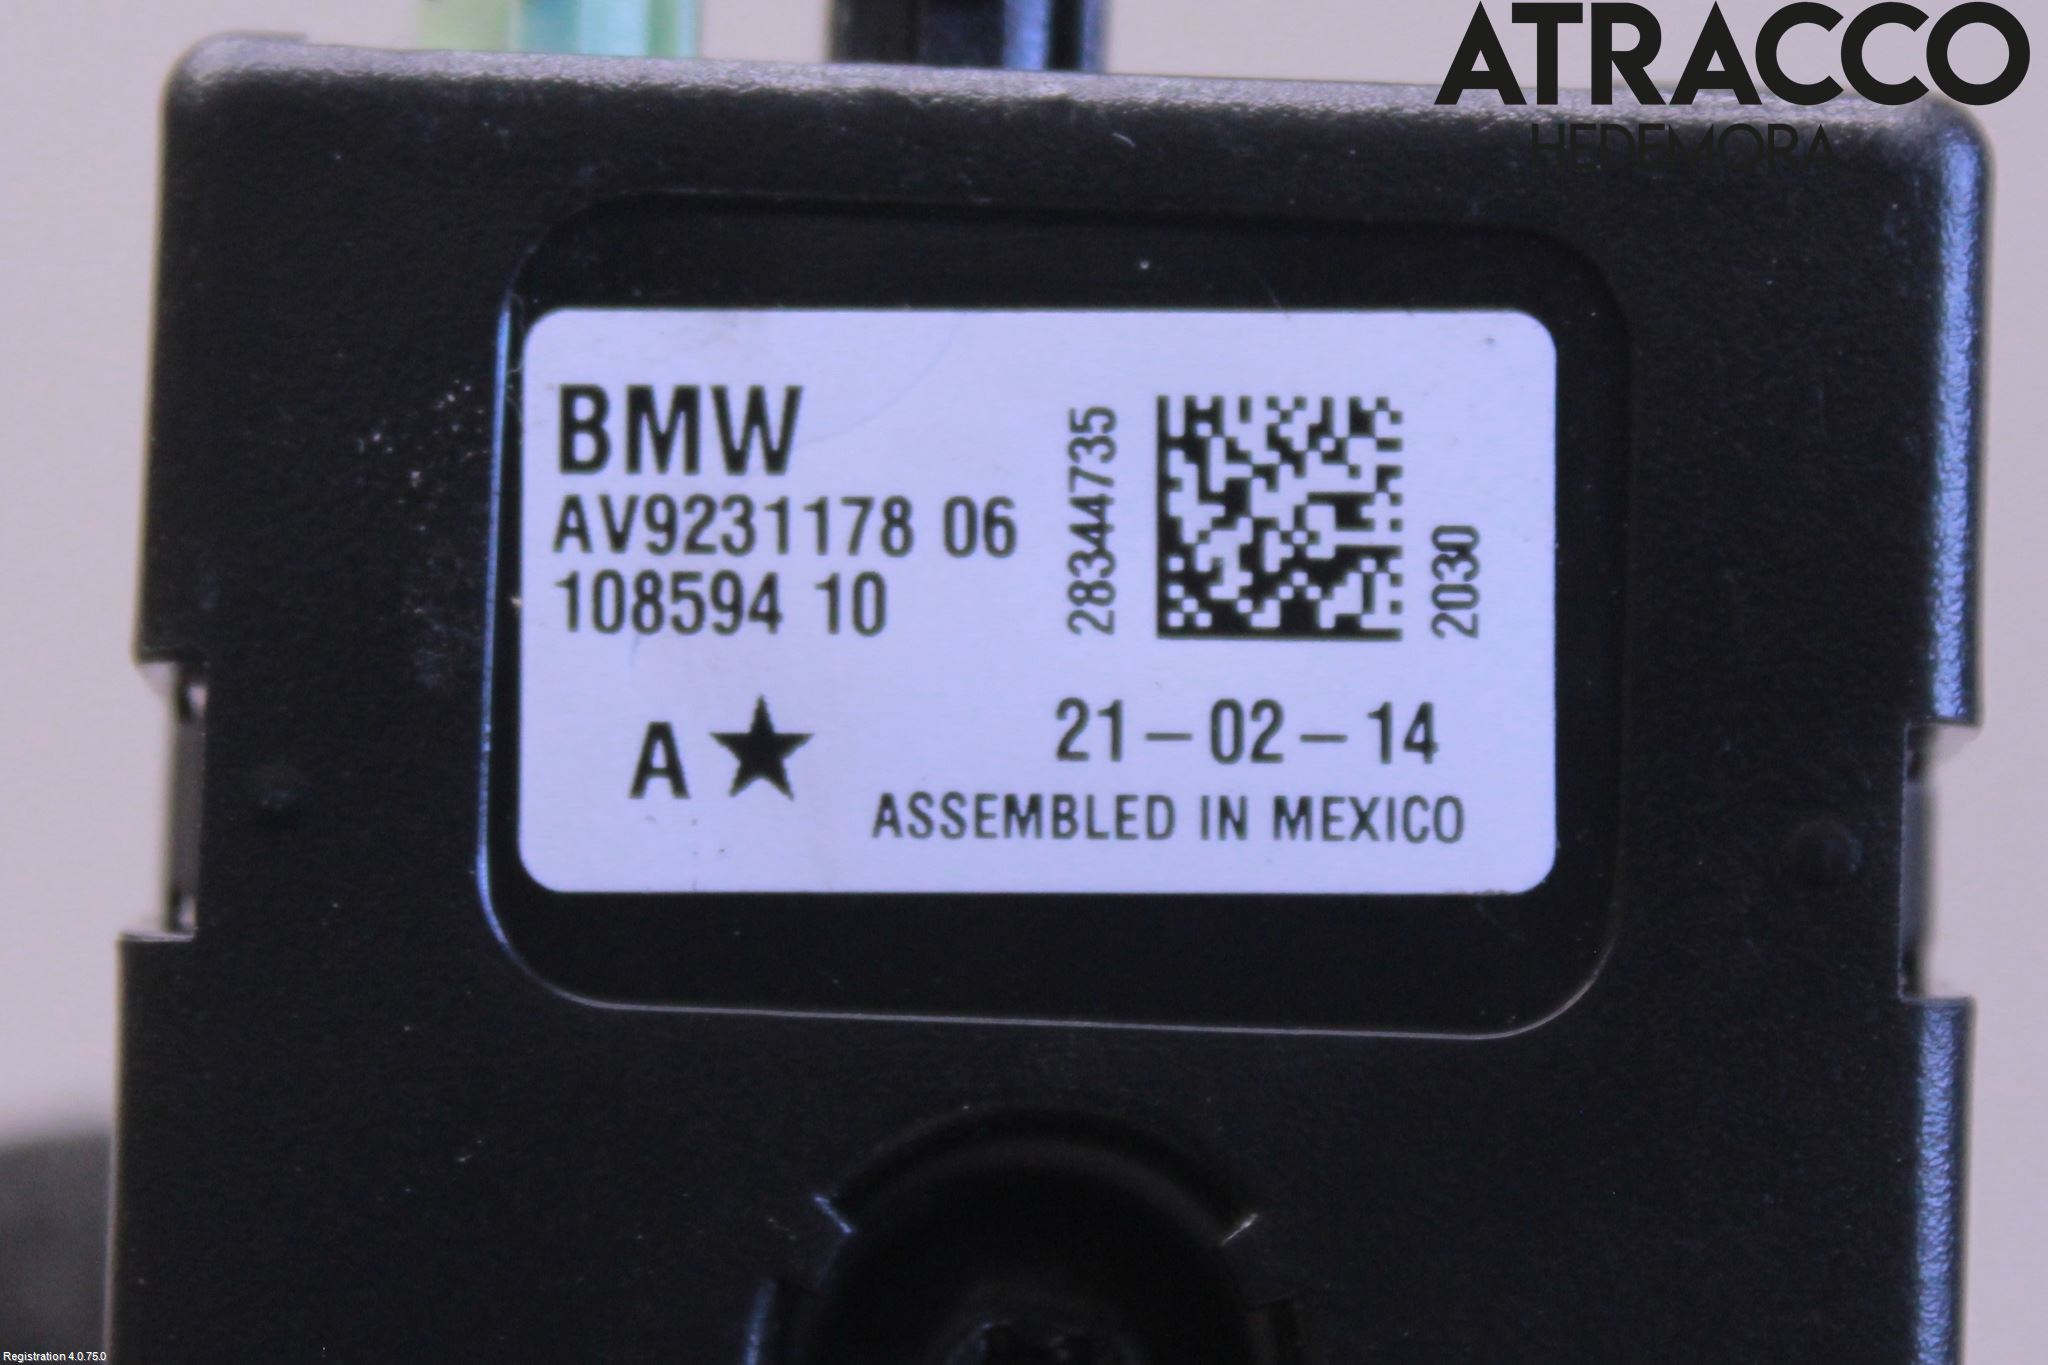 ATRACCO
HEDEMORA
BMW
AV9231178 06
108594 10
28344735
2030
A★
21-02-14
ASSEMBLED IN MEXICO
Registration 4.0.75.0